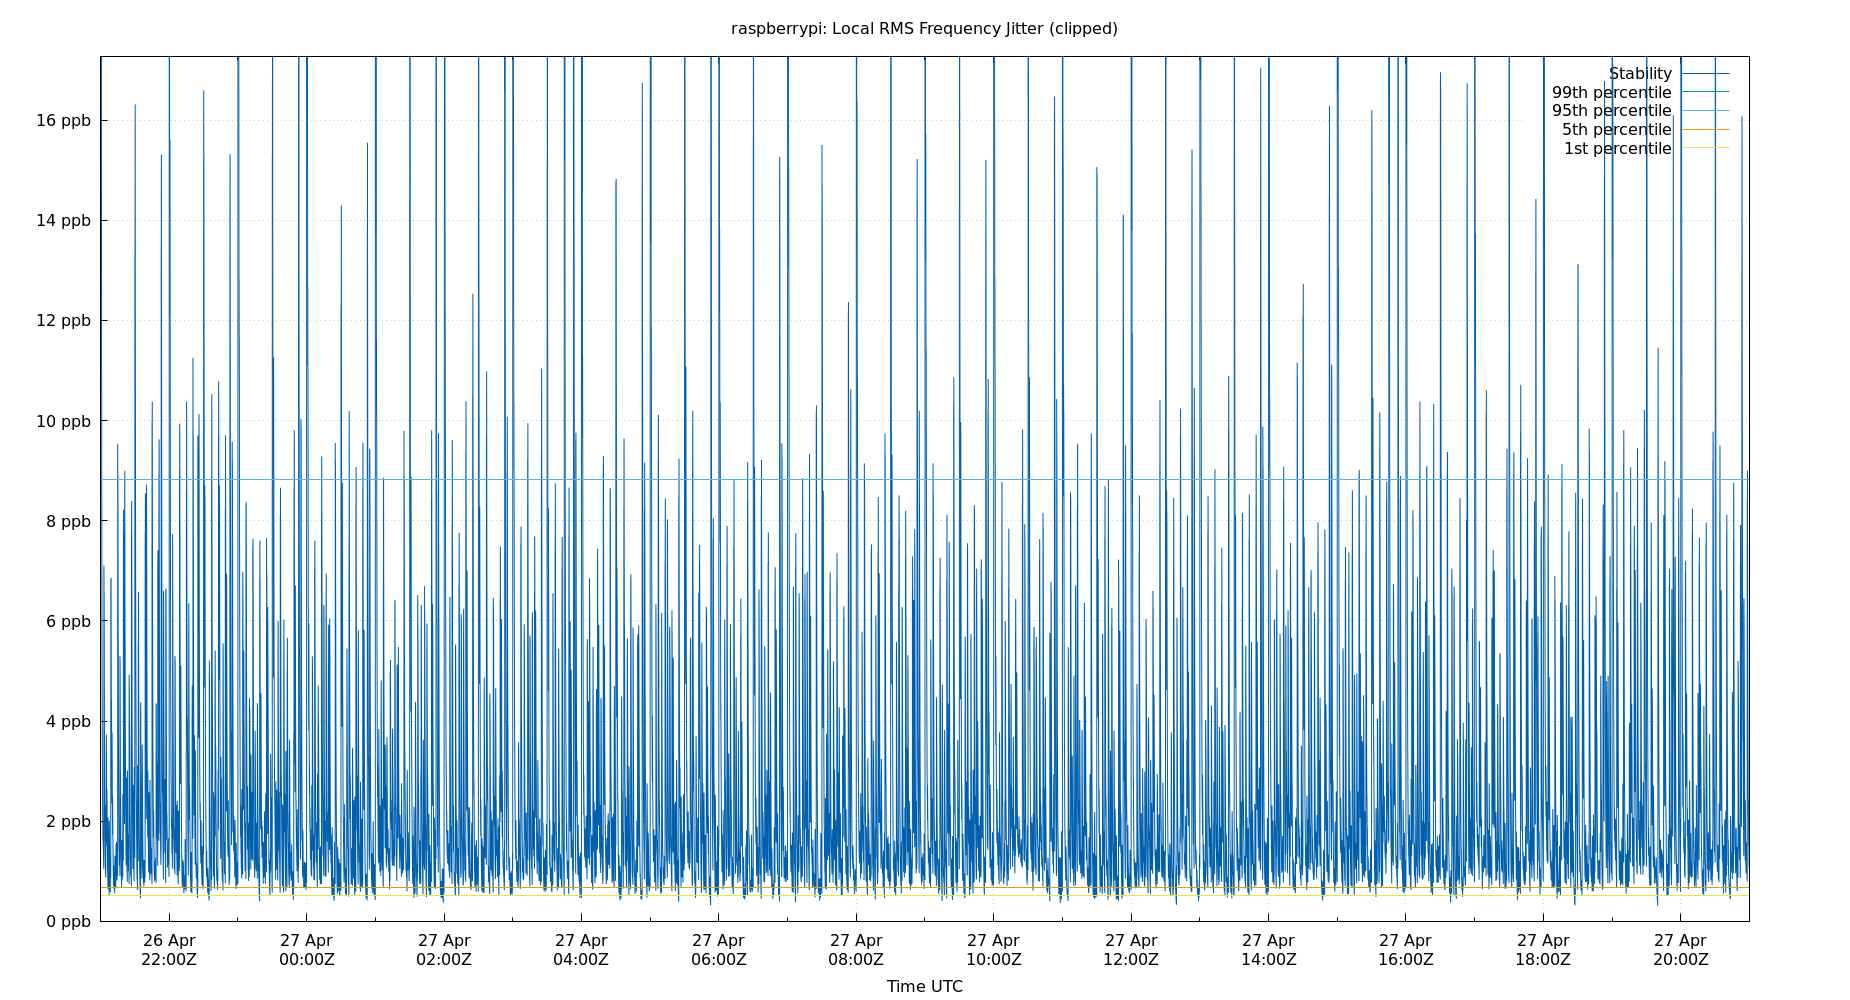 raspberrypi: Local RMS Frequency Jitter (clipped)
Stability
99th percentile
95th percentile
5th percentile
1st percentile
16 ppb
14 ppb
12 ppb
10 ppb
8 ppb
6 ppb
4 ppb
2 ppb
0 ppb
26 Apr 27 Apr 27 Apr 27 Apr 27 Apr 27 Apr 27 Apr 27 Apr 27 Apr 27 Apr 27 Apr 27 Apr
22:00Z 00:00Z 02:00Z 04:00Z 06:00Z 08:00Z 10:00Z 12:00Z 14:00Z 16:00Z 18:00Z 20:00Z
Time UTC